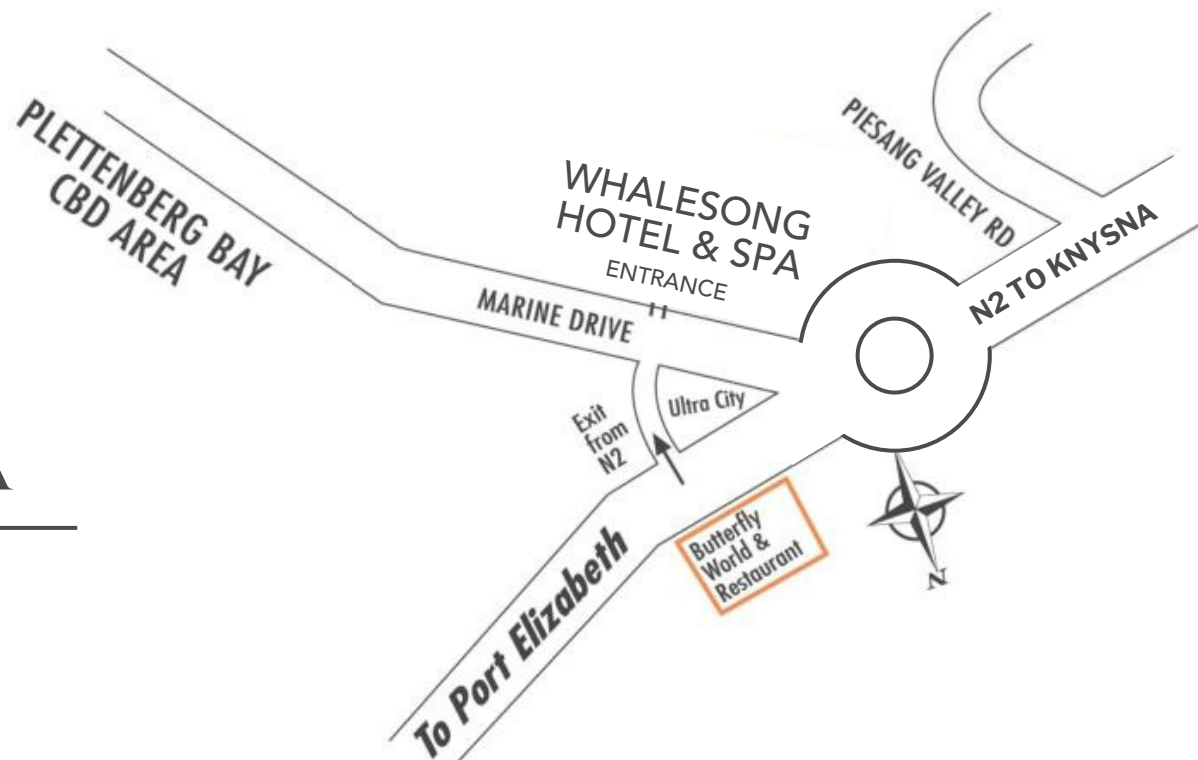 PLETTENBERG BAY
CBD AREA
WHALESONG
HOTEL & SPA
ENTRANCE
MARINE DRIVE
PIESANG VALLEY RD
N2 TO KNYSNA
Ultra City
Exit
from
N2
Butterfly
World &
Restaurant
To Port Elizabeth
N